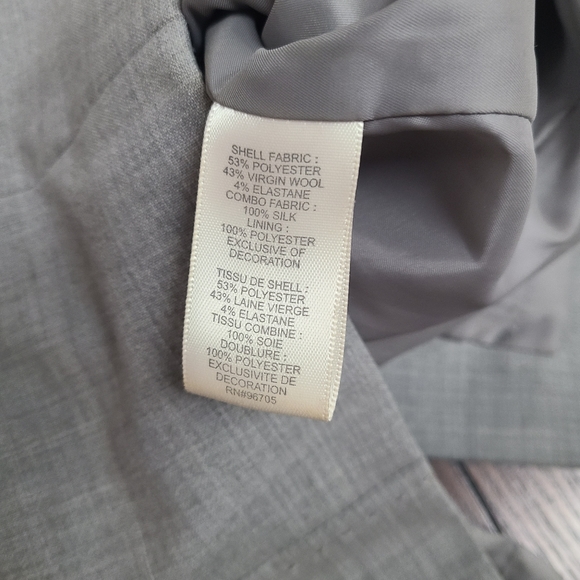 SHELL FABRIC :
53% POLYESTER
43% VIRGIN WOOL
4% ELASTANE
COMBO FABRIC :
100% SILK
LINING :
100% POLYESTER
EXCLUSIVE OF
DECORATION
TISSU DE SHELL :
53% POLYESTER
43% LAINE VIERGE
4% ELASTANE
TISSU COMBINE :
100% SOIE
DOUBLURE :
100% POLYESTER
EXCLUSIVITE DE
DECORATION
RN#96705